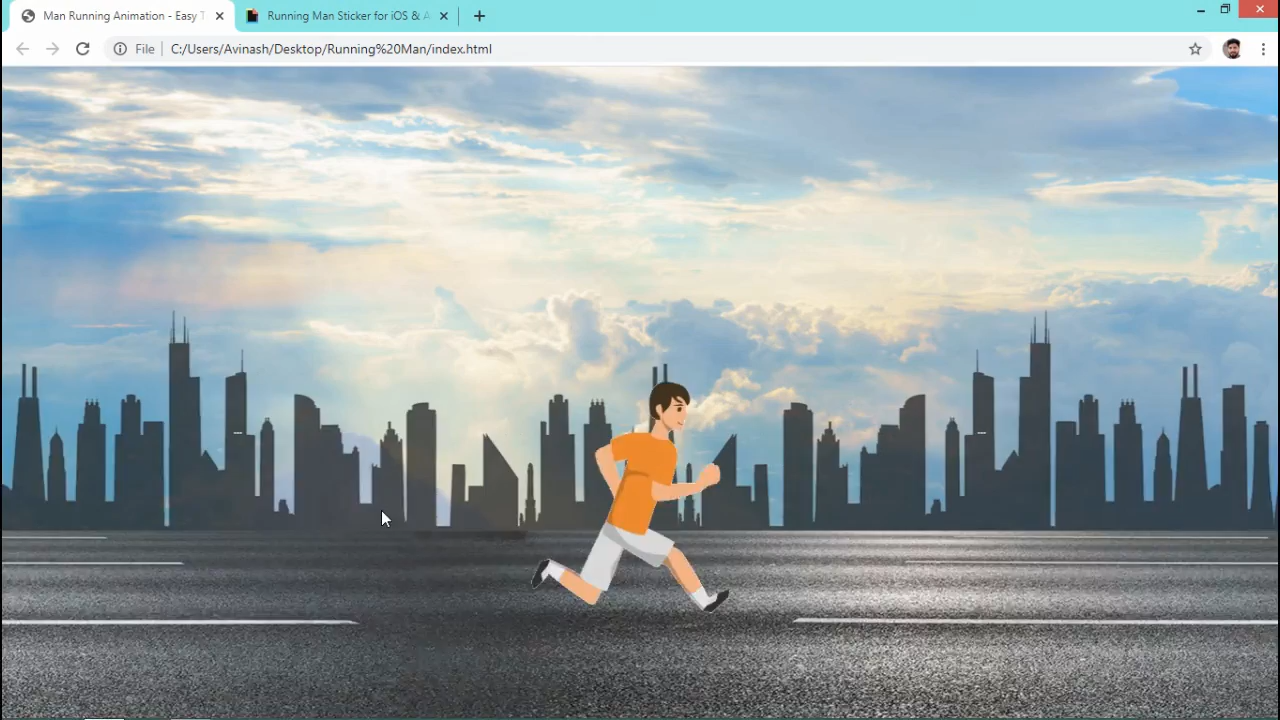 Man Running Animation - Easy T
Running Man Sticker for iOS & A
File
C:/Users/Avinash/Desktop/Running%20Man/index.html